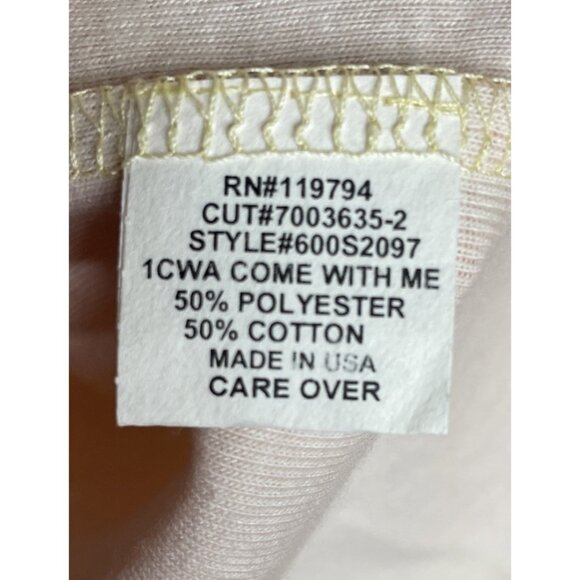 RN#119794
CUT#7003635-2
STYLE#600S2097
1CWA COME WITH ME
50% POLYESTER
50% COTTON
MADE IN USA
CARE OVER